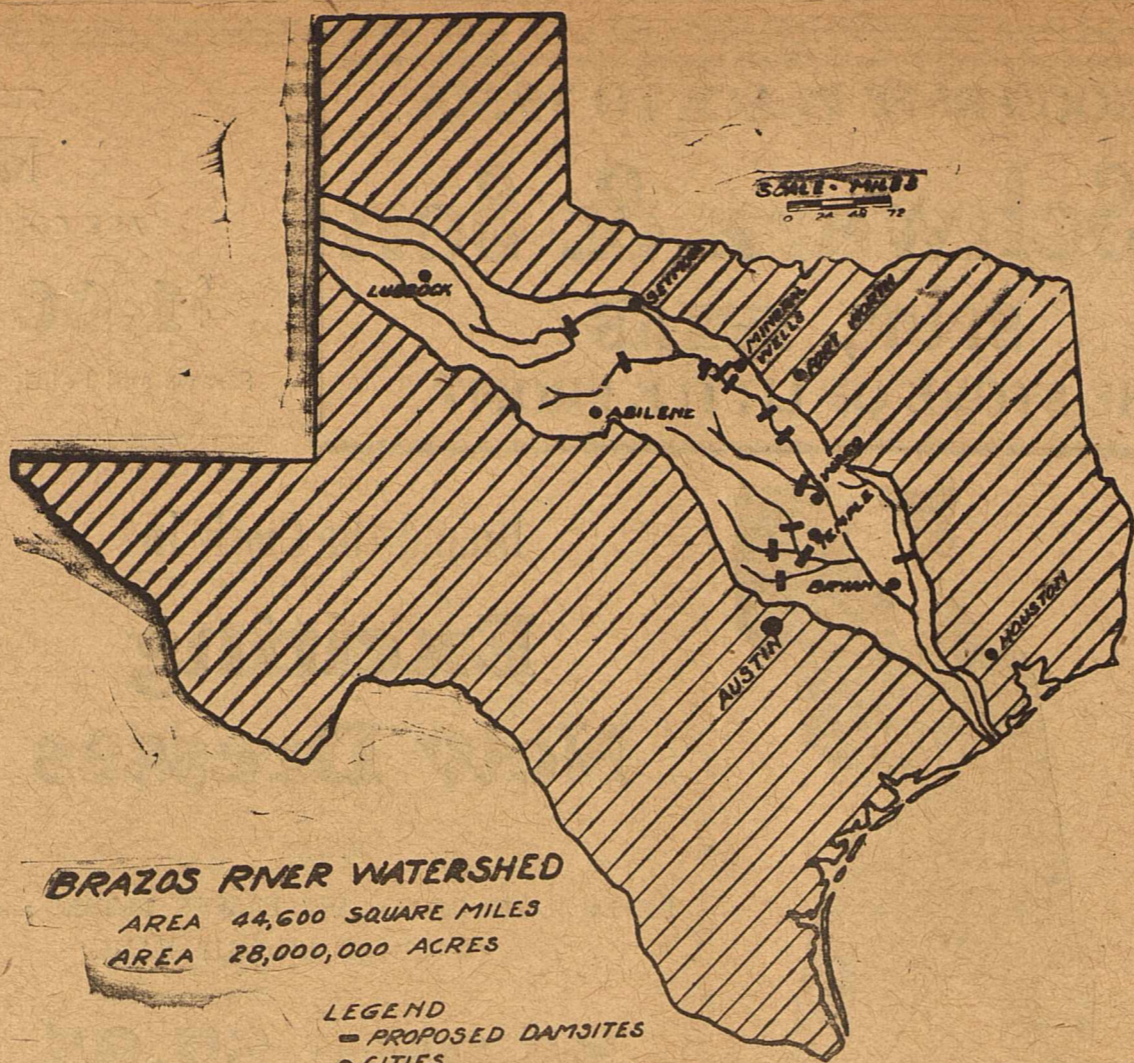 SCALE - MILES
0 24 48 72
LUBBOCK
SEYMOUR
MINERAL
WELLS
FORT WORTH
ABILENE
WACO
TEMPLE
BRYAN
HOUSTON
AUSTIN
BRAZOS RIVER WATERSHED
AREA 44,600 SQUARE MILES
AREA 28,000,000 ACRES
LEGEND
PROPOSED DAMSITES
CITIES